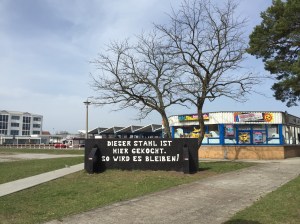 DIESER STAHL IST
HIER GEKOCHT.
SO WIRD ES BLEIBEN!